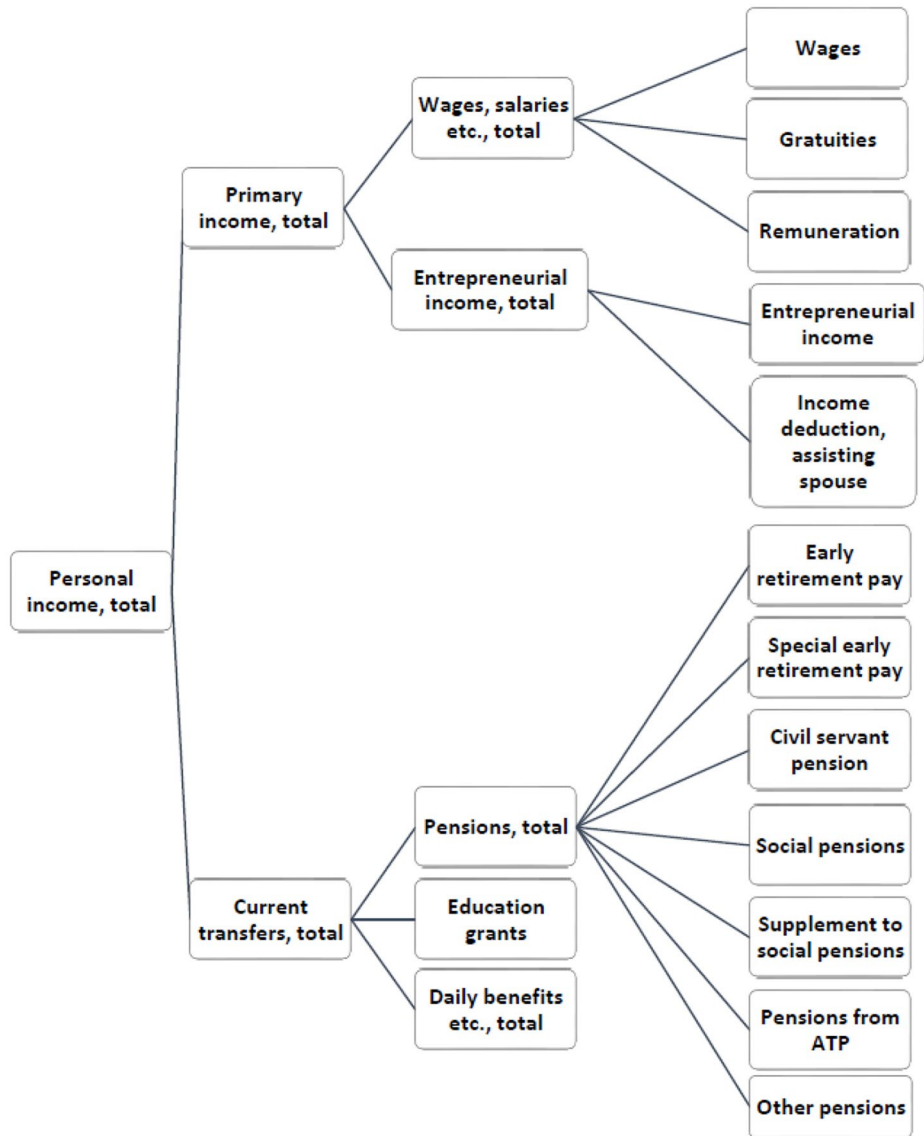 Wages
Wages, salaries
etc., total
Gratuities
Primary
income, total
Remuneration
Entrepreneurial
income, total
Entrepreneurial
income
Income
deduction,
assisting
spouse
Personal
income, total
Early
retirement pay
Special early
retirement pay
Civil servant
pension
Pensions, total
Social pensions
Current
transfers, total
Education
grants
Supplement to
social pensions
Daily benefits
etc., total
Pensions from
ATP
Other pensions